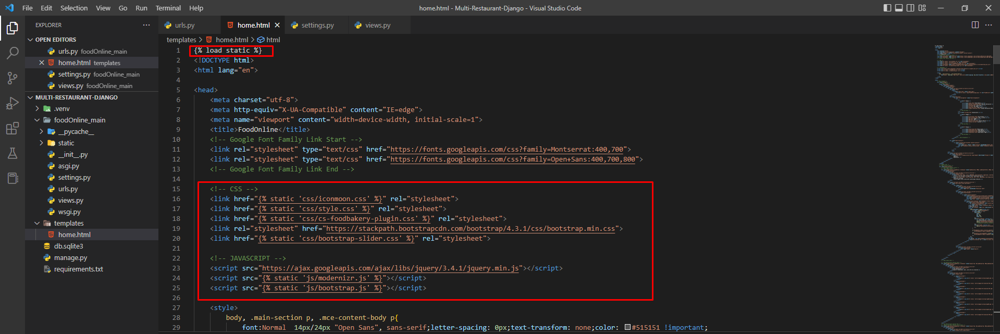 File Edit Selection View Go Run Terminal Help
home.html - Multi-Restaurant-Django - Visual Studio Code
EXPLORER
OPEN EDITORS
urls.py foodOnline_main
home.html templates
settings.py foodOnline_main
views.py foodOnline_main
MULTI-RESTAURANT-DJANGO
.venv
foodOnline_main
__pycache__
static
__init__.py
asgi.py
settings.py
urls.py
views.py
wsgi.py
templates
home.html
db.sqlite3
manage.py
requirements.txt
urls.py home.html settings.py views.py
templates > home.html > html
1 {% load static %}
2 <!DOCTYPE html>
3 <html lang="en">
4
5 <head>
6 <meta charset="utf-8">
7 <meta http-equiv="X-UA-Compatible" content="IE=edge">
8 <meta name="viewport" content="width=device-width, initial-scale=1">
9 <title>FoodOnline</title>
10 <!-- Google Font Family Link Start -->
11 <link rel="stylesheet" type="text/css" href="https://fonts.googleapis.com/css?family=Montserrat:400,700">
12 <link rel="stylesheet" type="text/css" href="https://fonts.googleapis.com/css?family=Open+Sans:400,700,800">
13 <!-- Google Font Family Link End -->
14
15 <!-- CSS -->
16 <link href="{% static 'css/iconmoon.css' %}" rel="stylesheet">
17 <link href="{% static 'css/style.css' %}" rel="stylesheet">
18 <link href="{% static 'css/cs-foodbakery-plugin.css' %}" rel="stylesheet">
19 <link rel="stylesheet" href="https://stackpath.bootstrapcdn.com/bootstrap/4.3.1/css/bootstrap.min.css">
20 <link href="{% static 'css/bootstrap-slider.css' %}" rel="stylesheet">
21
22 <!-- JAVASCRIPT -->
23 <script src="https://ajax.googleapis.com/ajax/libs/jquery/3.4.1/jquery.min.js"></script>
24 <script src="{% static 'js/modernizr.js' %}"></script>
25 <script src="{% static 'js/bootstrap.js' %}"></script>
26
27 <style>
28 body, .main-section p, .mce-content-body p{
29 font:Normal 14px/24px "Open Sans", sans-serif;letter-spacing: 0px;text-transform: none;color: #515151 !important;